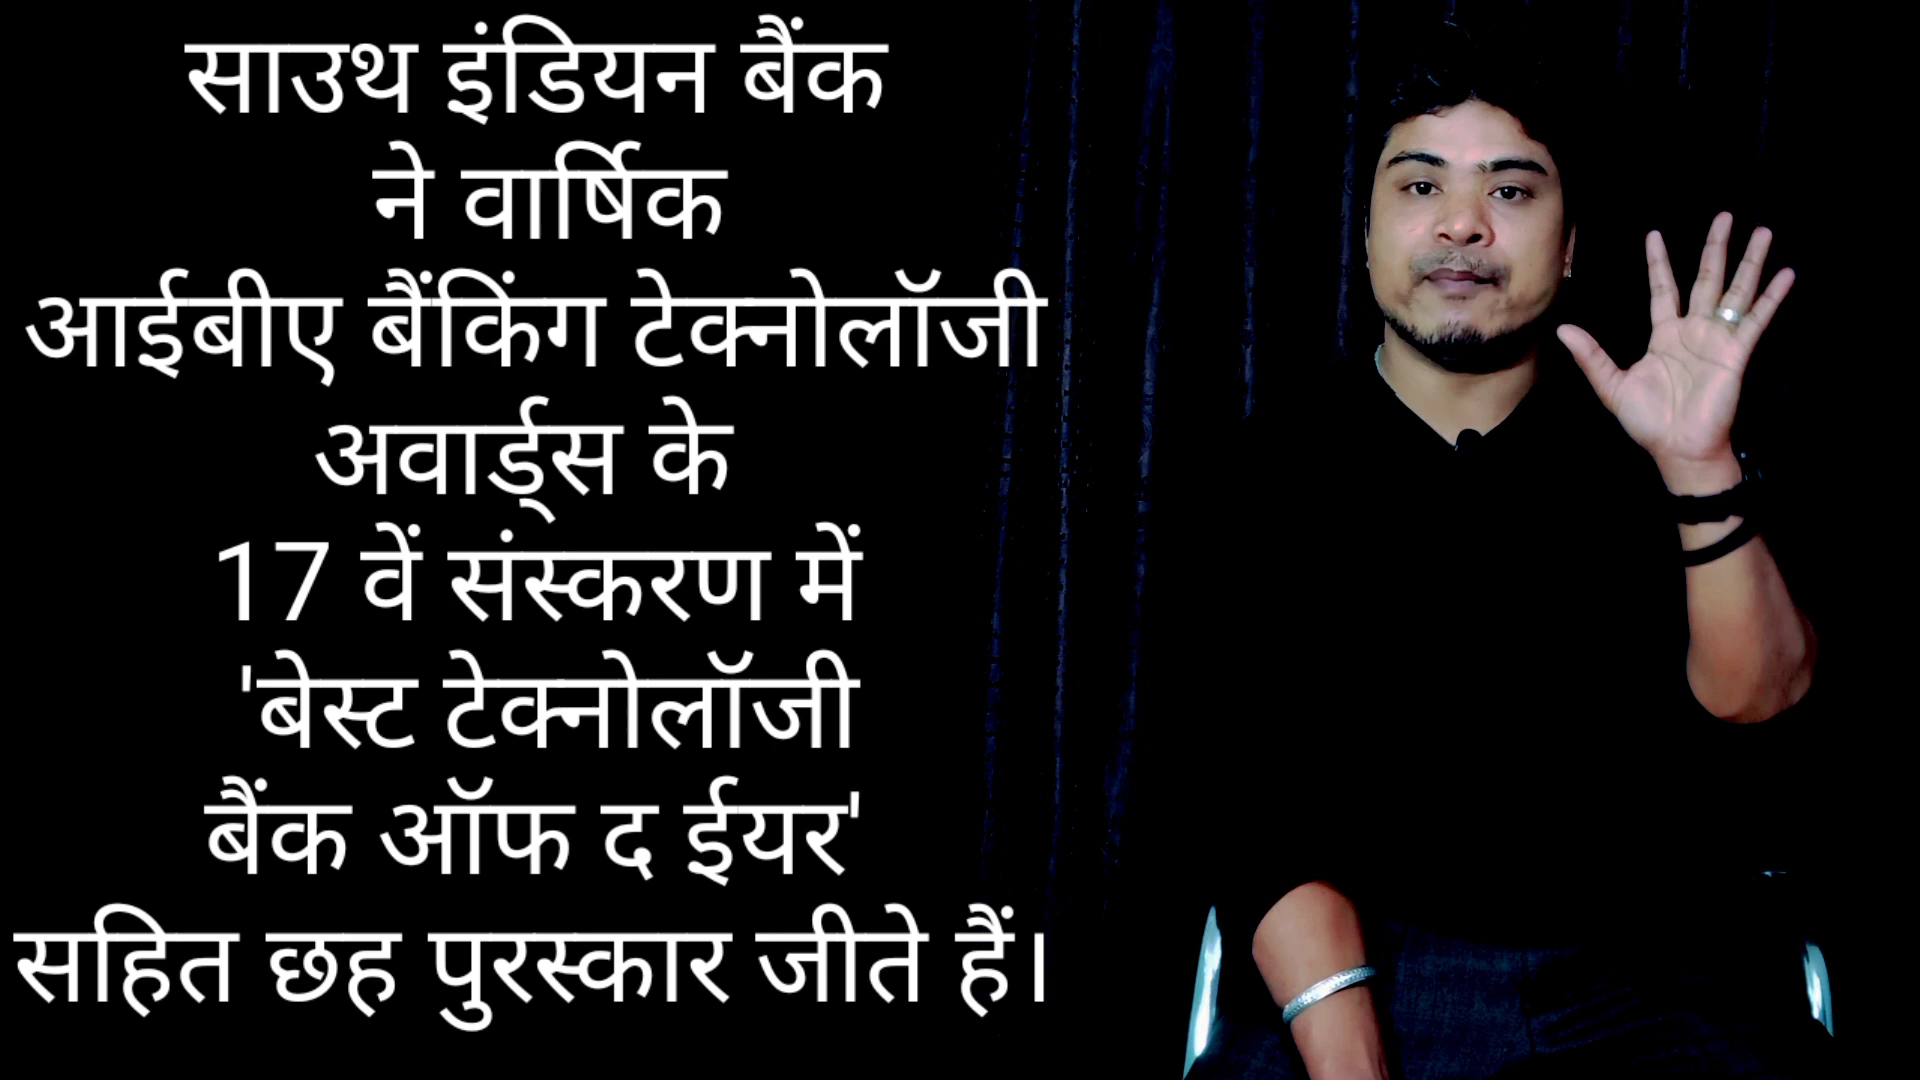 साउथ इंडियन बैंक
ने वार्षिक
आईबीए बैंकिंग टेक्नोलॉजी
अवार्ड्स के
17 वें संस्करण में
'बेस्ट टेक्नोलॉजी
बैंक ऑफ द ईयर'
सहित छह पुरस्कार जीते हैं।